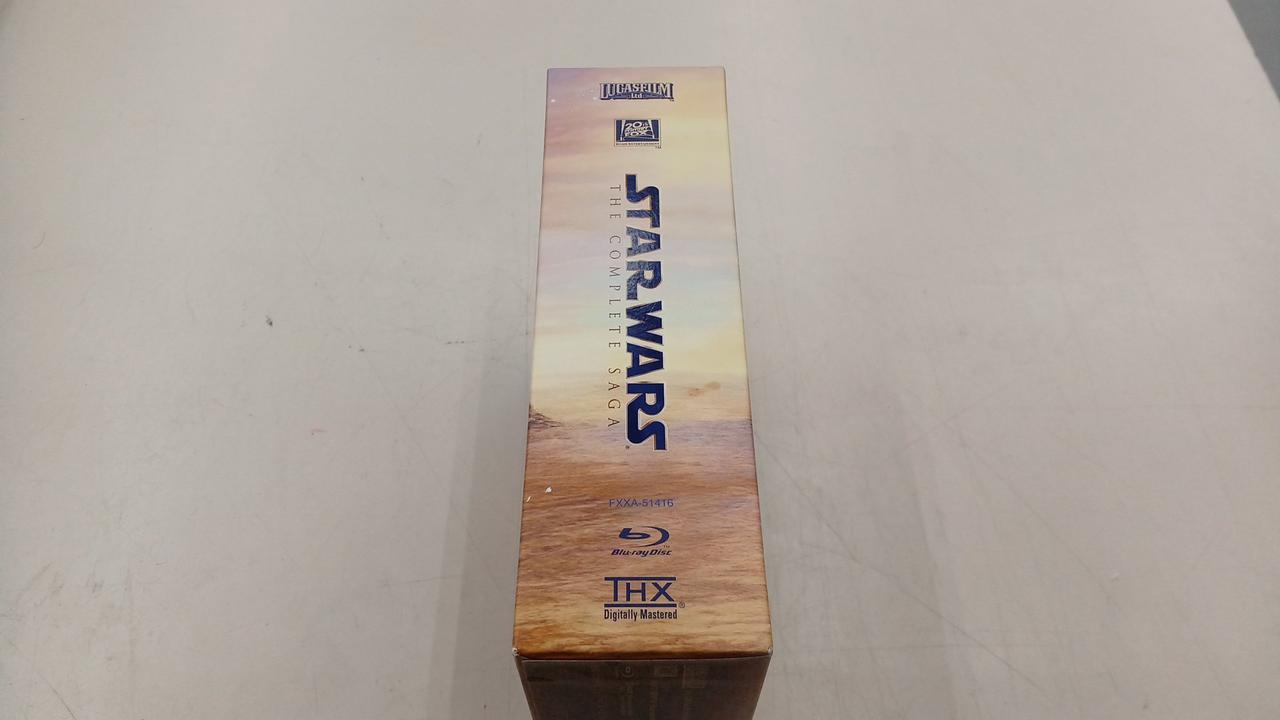 LUCASFILM
Ltd.
20th
CENTURY
FOX
STAR WARS
THE COMPLETE SAGA
FXXA-51416
Blu-ray Disc
THX
Digitally Mastered